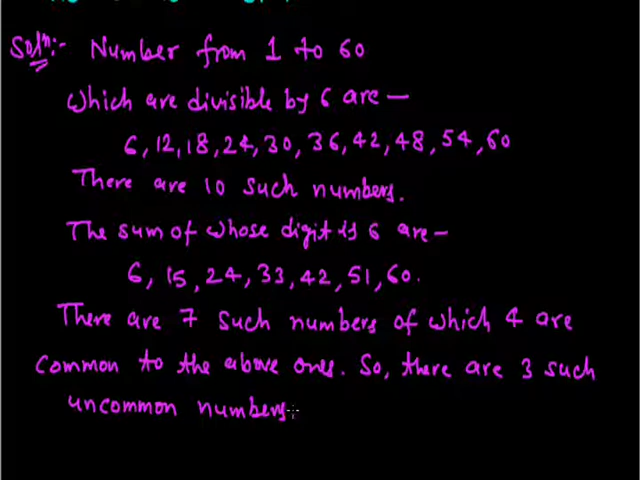 Solⁿ:-  Number from 1 to 60
Which are divisible by 6 are —
6, 12, 18, 24, 30, 36, 42, 48, 54, 60
There are 10 such numbers.
The sum of whose digit is 6 are —
6, 15, 24, 33, 42, 51, 60.
There are 7 such numbers of which 4 are
common to the above ones. So, there are 3 such
uncommon numbers.